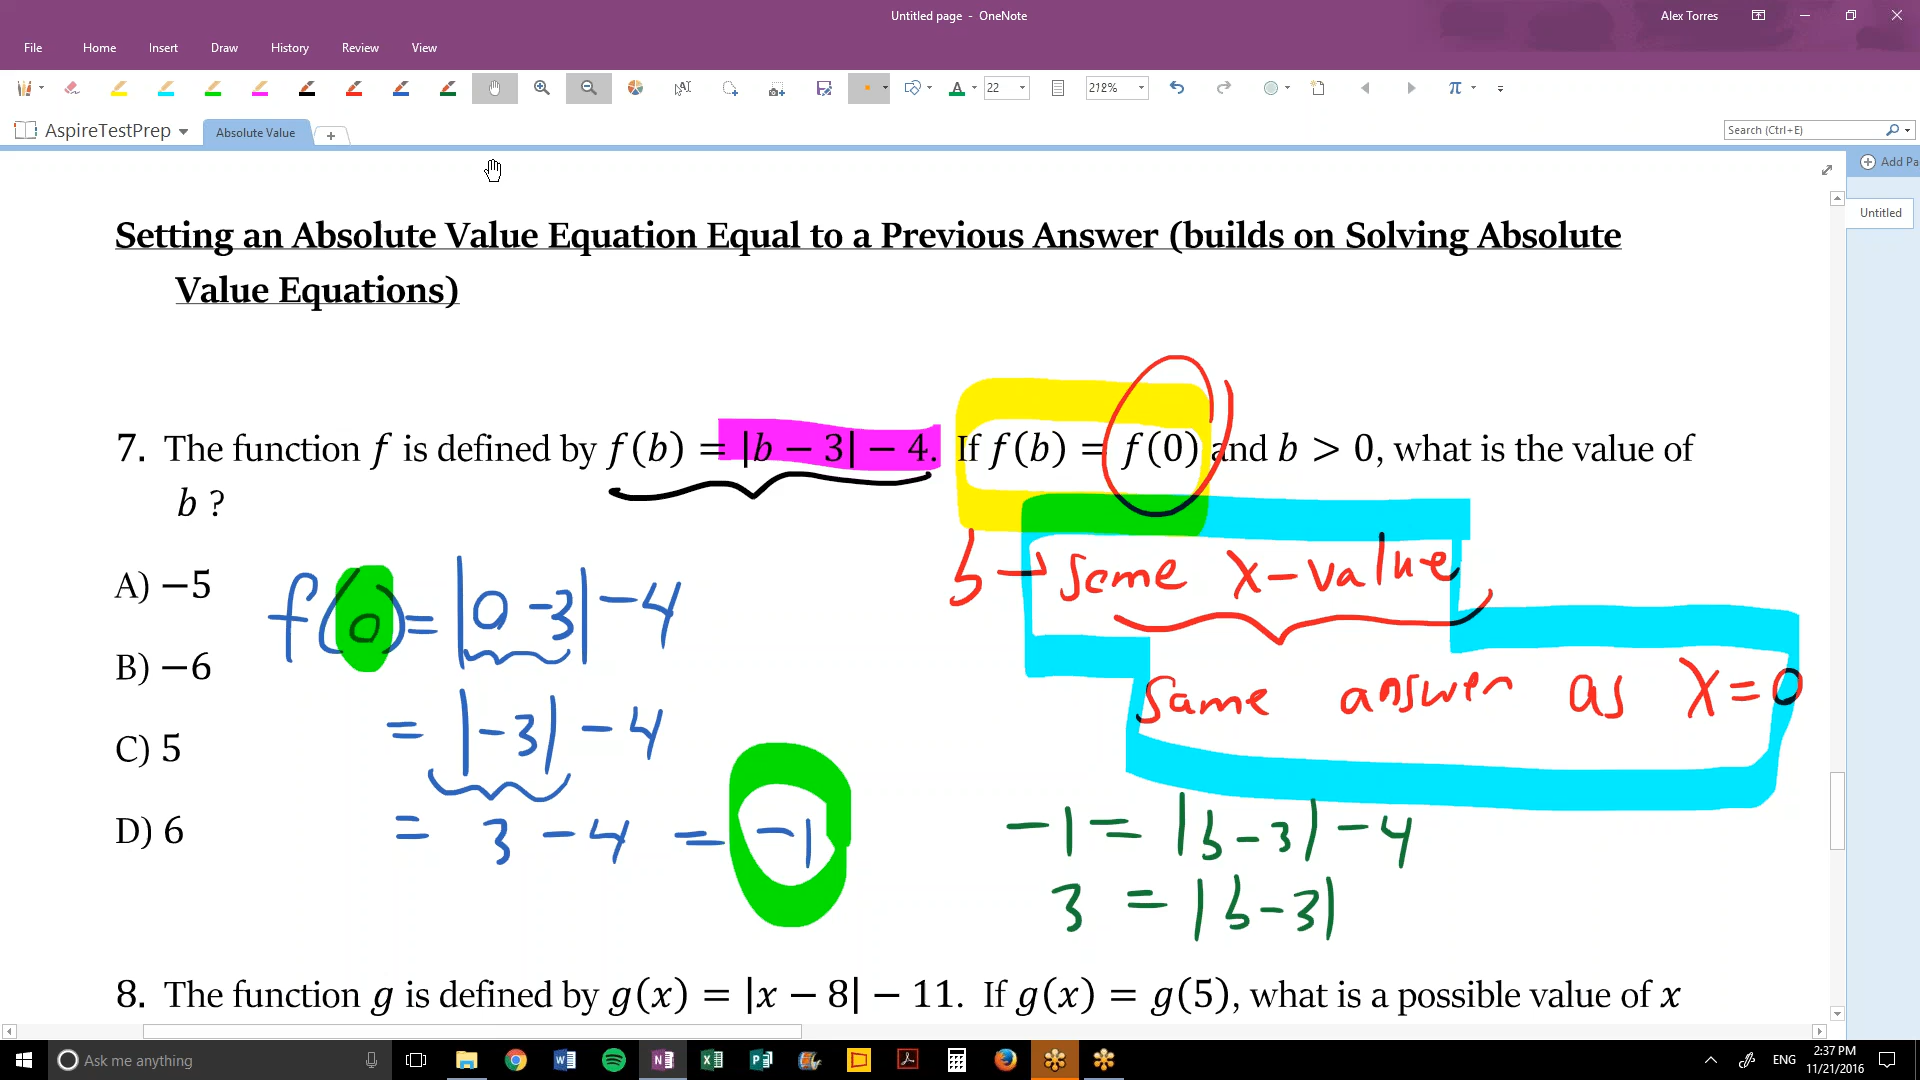 Untitled page - OneNote
Alex Torres
File Home Insert Draw History Review View
22
212%
AspireTestPrep
Absolute Value
Search (Ctrl+E)
Add Pa
Untitled
Setting an Absolute Value Equation Equal to a Previous Answer (builds on Solving Absolute
Value Equations)
7. The function f is defined by f(b) = |b − 3| − 4. If f(b) = f(0) and b > 0, what is the value of
b ?
A) −5
B) −6
C) 5
D) 6
f(0) = |0 − 3| − 4
= |−3| − 4
= 3 − 4 = −1
b → same x-value
same answer as x = 0
−1 = |b − 3| − 4
3 = |b − 3|
8. The function g is defined by g(x) = |x − 8| − 11. If g(x) = g(5), what is a possible value of x
Ask me anything
ENG
2:37 PM
11/21/2016